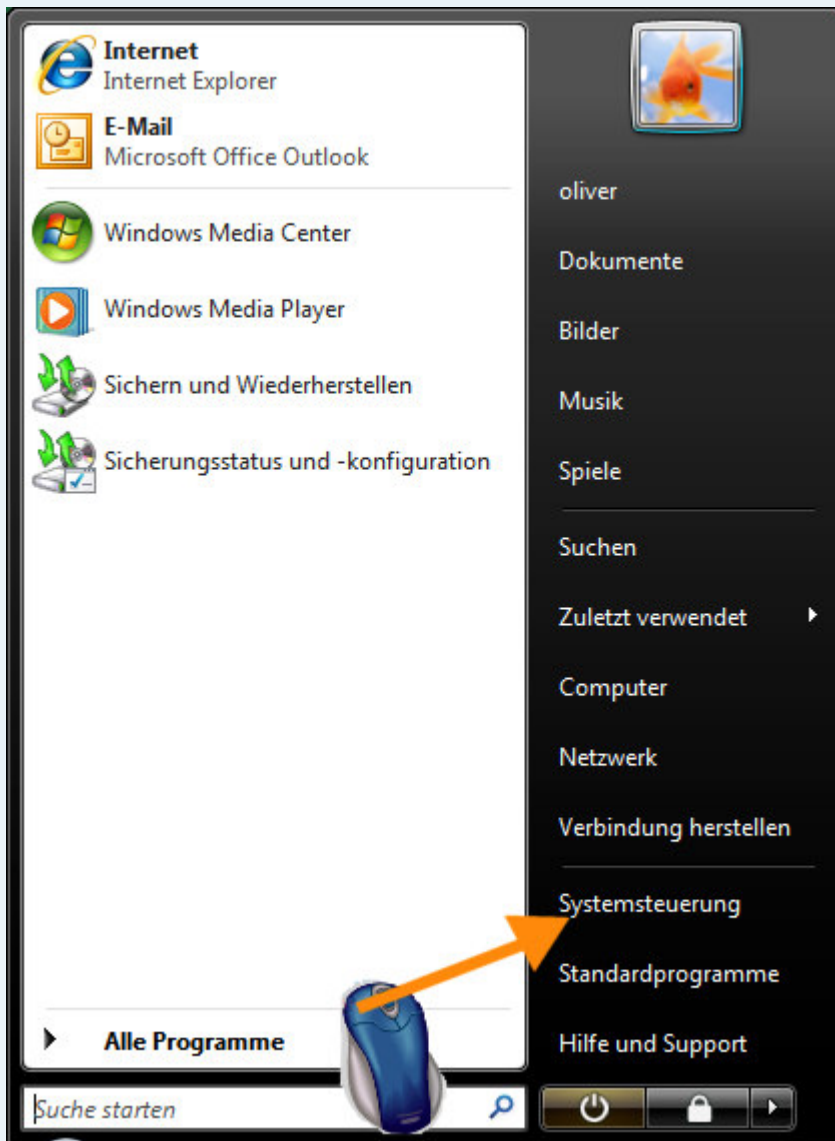 Internet
Internet Explorer
E-Mail
Microsoft Office Outlook
Windows Media Center
Windows Media Player
Sichern und Wiederherstellen
Sicherungsstatus und -konfiguration
Alle Programme
Suche starten
oliver
Dokumente
Bilder
Musik
Spiele
Suchen
Zuletzt verwendet
Computer
Netzwerk
Verbindung herstellen
Systemsteuerung
Standardprogramme
Hilfe und Support